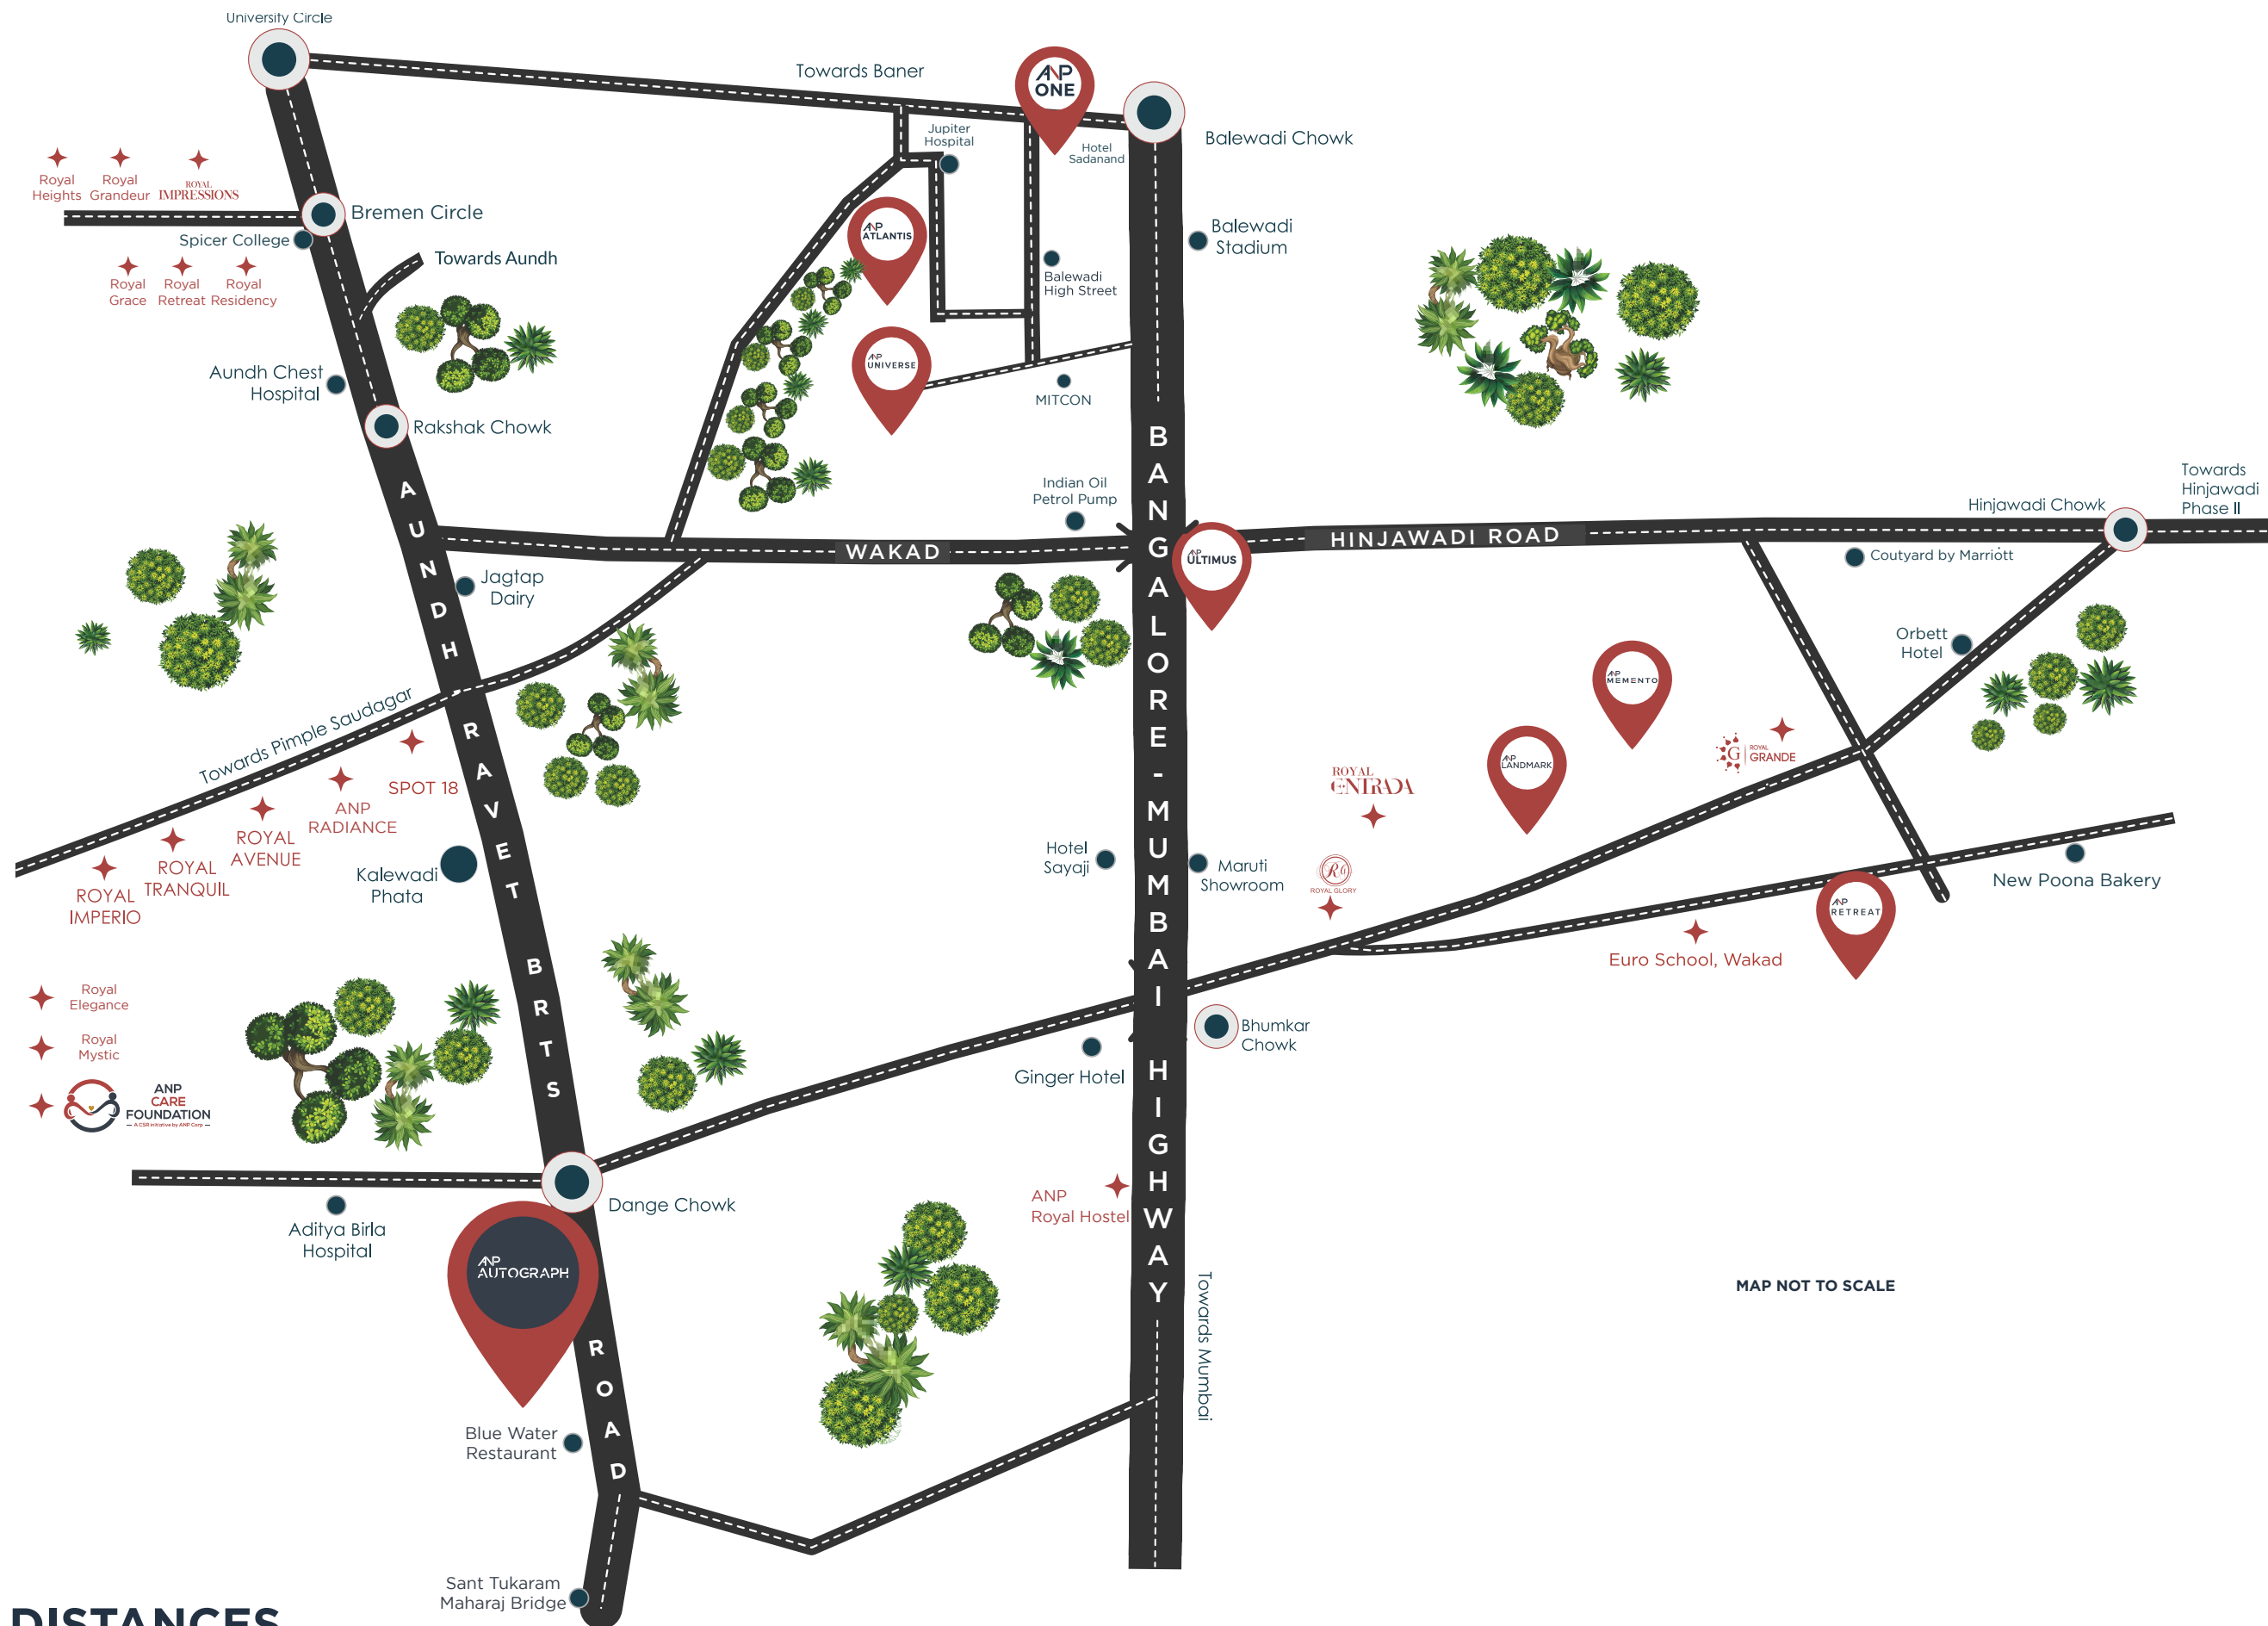 University Circle
Towards Baner
ANP
ONE
Balewadi Chowk
Jupiter
Hospital
Hotel
Sadanand
Royal
Heights
Royal
Grandeur
ROYAL
IMPRESSIONS
Bremen Circle
Spicer College
Towards Aundh
Royal
Grace
Royal
Retreat
Royal
Residency
ANP
ATLANTIS
Balewadi
Stadium
Balewadi
High Street
Aundh Chest
Hospital
ANP
UNIVERSE
MITCON
Rakshak Chowk
Indian Oil
Petrol Pump
Hinjawadi Chowk
Towards
Hinjawadi
Phase II
WAKAD
HINJAWADI ROAD
ANP
ULTIMUS
Coutyard by Marriott
Jagtap
Dairy
AUNDH RAVET BRTS ROAD
BANGALORE-MUMBAI HIGHWAY
Orbett
Hotel
ANP
MEMENTO
Towards Pimple Saudagar
ANP
LANDMARK
G
ROYAL
GRANDE
ROYAL
ENTRADA
SPOT 18
ANP
RADIANCE
ROYAL
AVENUE
ROYAL
TRANQUIL
ROYAL
IMPERIO
Kalewadi
Phata
Hotel
Sayaji
Maruti
Showroom
RG
ROYAL GLORY
New Poona Bakery
ANP
RETREAT
Euro School, Wakad
Royal
Elegance
Royal
Mystic
ANP
CARE
FOUNDATION
— A CSR initiative by ANP Corp —
Bhumkar
Chowk
Ginger Hotel
ANP
Royal Hostel
Dange Chowk
Aditya Birla
Hospital
ANP
AUTOGRAPH
Towards Mumbai
MAP NOT TO SCALE
Blue Water
Restaurant
Sant Tukaram
Maharaj Bridge
DISTANCES